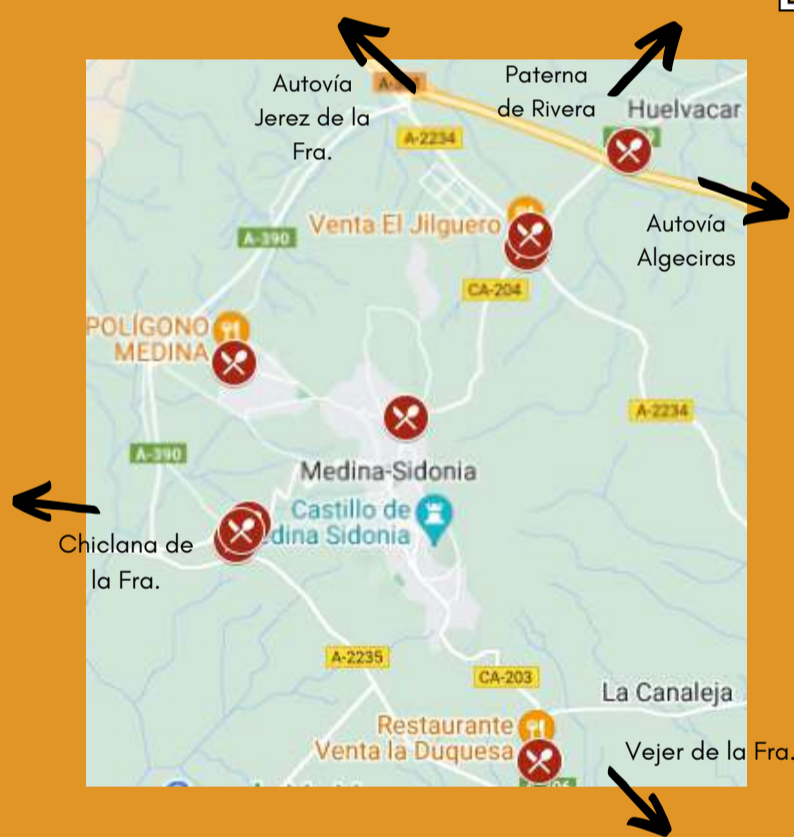 Autovía
Jerez de la
Fra.
Paterna
de Rivera
Huelvacar
A-2234
Venta El Jilguero
A-390
Autovía
Algeciras
CA-204
POLÍGONO
MEDINA
A-2234
A-390
Medina-Sidonia
Castillo de
dina Sidonia
Chiclana de
la Fra.
A-2235
CA-203
La Canaleja
Restaurante
Venta la Duquesa
Vejer de la Fra.